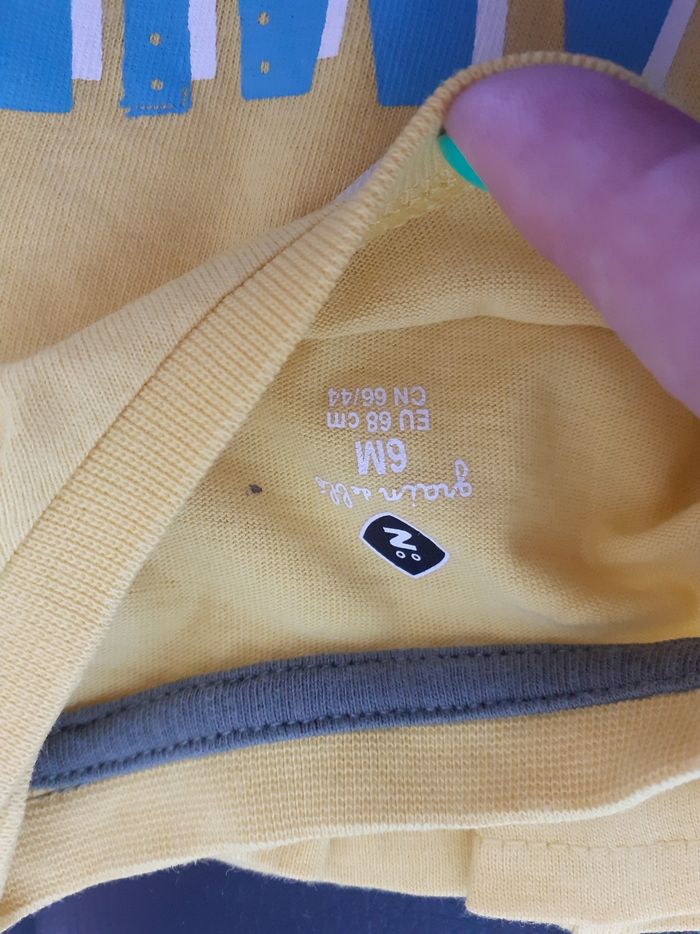 N̈
grain de blé
6M
EU 68 cm
CN 66/44